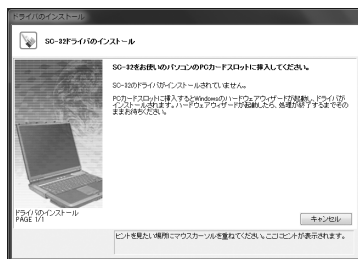 ドライバのインストール
SC-32ドライバのインストール
SC-32をお使いのパソコンのPCカードスロットに挿入してください。
SC-32のドライバがインストールされていません。
PCカードスロットに挿入するとWindowsのハードウェアウィザードが起動し、ドライバが
インストールされます。ハードウェアウィザードが起動したら、処理が終了するまでその
ままお待ちください。
ドライバのインストール
PAGE 1/1
キャンセル
ヒントを見たい場所にマウスカーソルを重ねてください。ここにヒントが表示されます。